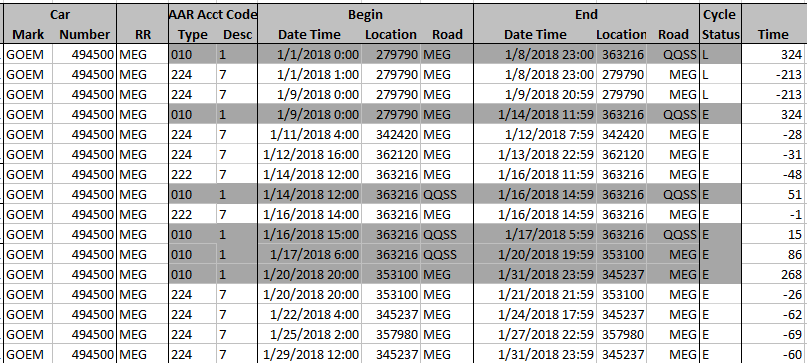 Car AAR Acct Code Begin End Cycle
Mark Number RR Type Desc Date Time Location Road Date Time Location Road Status Time
GOEM 494500 MEG 010 1 1/1/2018 0:00 279790 MEG 1/8/2018 23:00 363216 QQSS L 324
GOEM 494500 MEG 224 7 1/1/2018 1:00 279790 MEG 1/8/2018 23:00 279790 MEG L -213
GOEM 494500 MEG 224 7 1/9/2018 0:00 279790 MEG 1/9/2018 20:59 279790 MEG L -213
GOEM 494500 MEG 010 1 1/9/2018 0:00 279790 MEG 1/14/2018 11:59 363216 QQSS E 324
GOEM 494500 MEG 224 7 1/11/2018 4:00 342420 MEG 1/12/2018 7:59 342420 MEG E -28
GOEM 494500 MEG 224 7 1/12/2018 16:00 362120 MEG 1/13/2018 22:59 362120 MEG E -31
GOEM 494500 MEG 222 7 1/14/2018 12:00 363216 MEG 1/16/2018 11:59 363216 MEG E -48
GOEM 494500 MEG 010 1 1/14/2018 12:00 363216 QQSS 1/16/2018 14:59 363216 QQSS E 51
GOEM 494500 MEG 222 7 1/16/2018 14:00 363216 MEG 1/16/2018 14:59 363216 MEG E -1
GOEM 494500 MEG 010 1 1/16/2018 15:00 363216 QQSS 1/17/2018 5:59 363216 QQSS E 15
GOEM 494500 MEG 010 1 1/17/2018 6:00 363216 QQSS 1/20/2018 19:59 353100 MEG E 86
GOEM 494500 MEG 010 1 1/20/2018 20:00 353100 MEG 1/31/2018 23:59 345237 MEG E 268
GOEM 494500 MEG 224 7 1/20/2018 20:00 353100 MEG 1/21/2018 21:59 353100 MEG E -26
GOEM 494500 MEG 224 7 1/22/2018 4:00 345237 MEG 1/24/2018 17:59 345237 MEG E -62
GOEM 494500 MEG 224 7 1/25/2018 2:00 357980 MEG 1/27/2018 22:59 357980 MEG E -69
GOEM 494500 MEG 224 7 1/29/2018 12:00 345237 MEG 1/31/2018 23:59 345237 MEG E -60